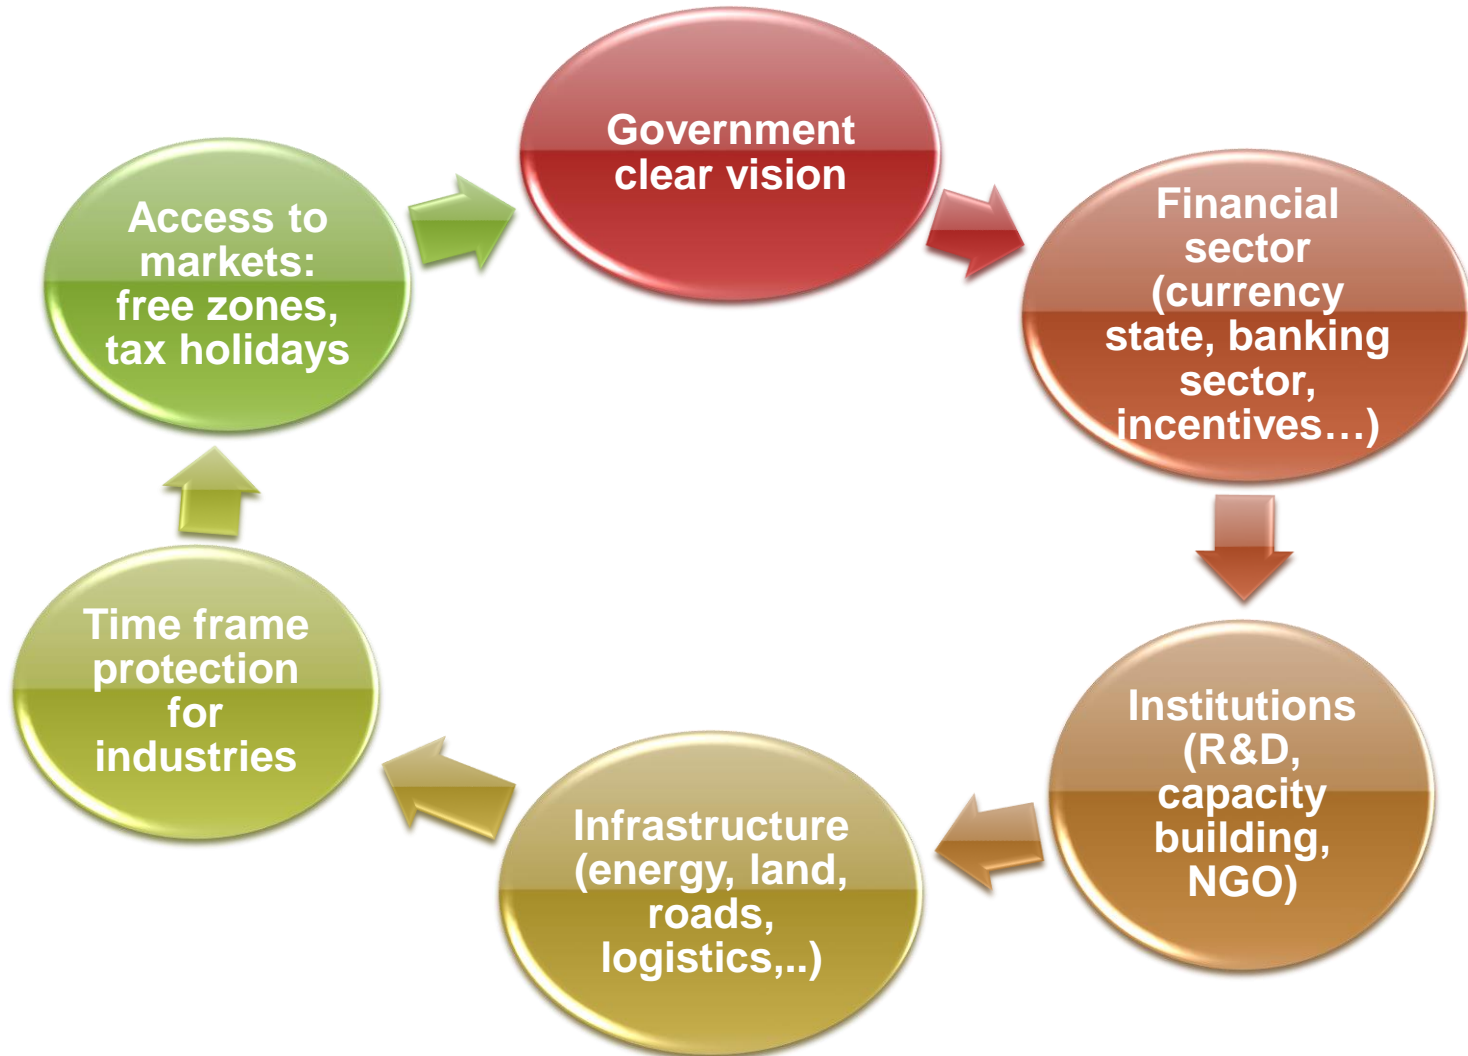 Government
clear vision
Financial
sector
(currency
state, banking
sector,
incentives…)
Institutions
(R&D,
capacity
building,
NGO)
Infrastructure
(energy, land,
roads,
logistics,..)
Time frame
protection
for
industries
Access to
markets:
free zones,
tax holidays